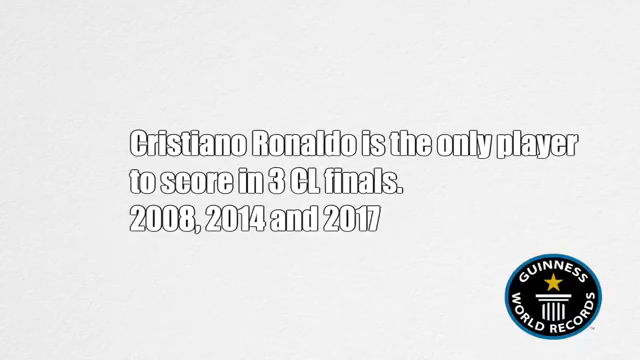 Cristiano Ronaldo is the only player
to score in 3 CL finals.
2008, 2014 and 2017
GUINNESS
WORLD RECORDS
™